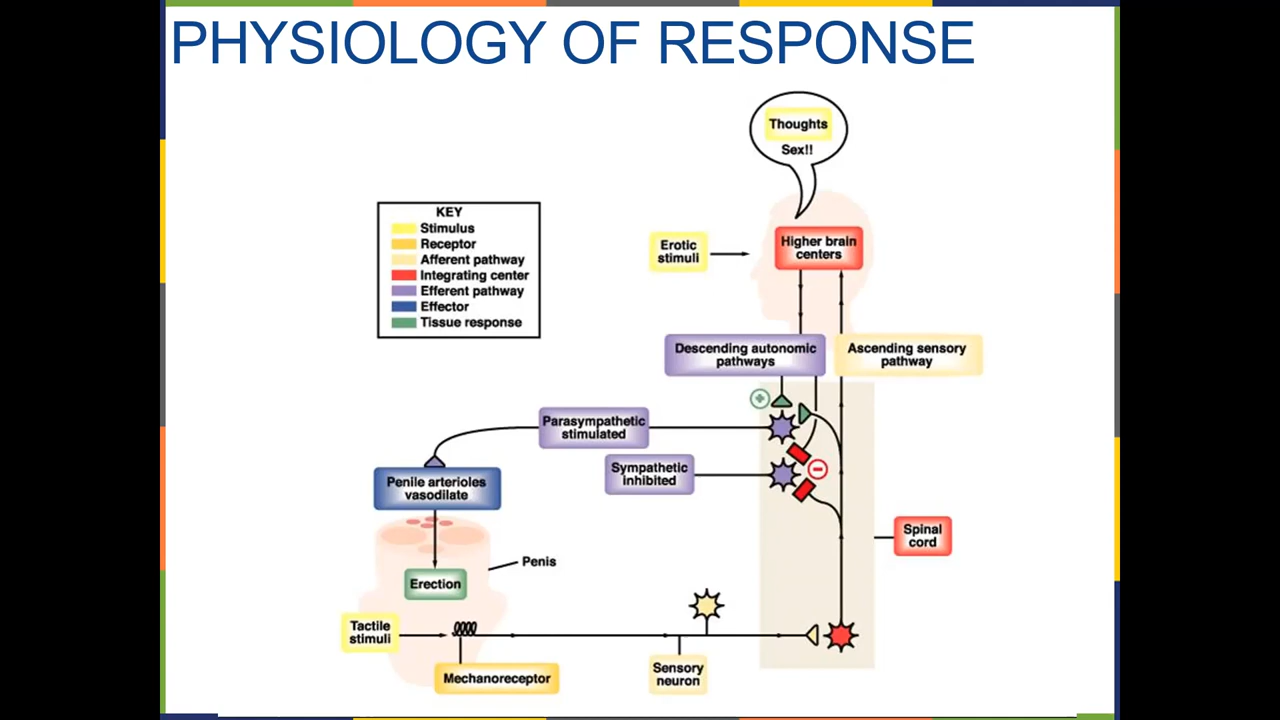 PHYSIOLOGY OF RESPONSE
Thoughts
Sex!!
KEY
Stimulus
Receptor
Afferent pathway
Integrating center
Efferent pathway
Effector
Tissue response
Erotic
stimuli
Higher brain
centers
Descending autonomic
pathways
Ascending sensory
pathway
Parasympathetic
stimulated
Sympathetic
inhibited
Penile arterioles
vasodilate
Spinal
cord
Penis
Erection
Tactile
stimuli
Mechanoreceptor
Sensory
neuron